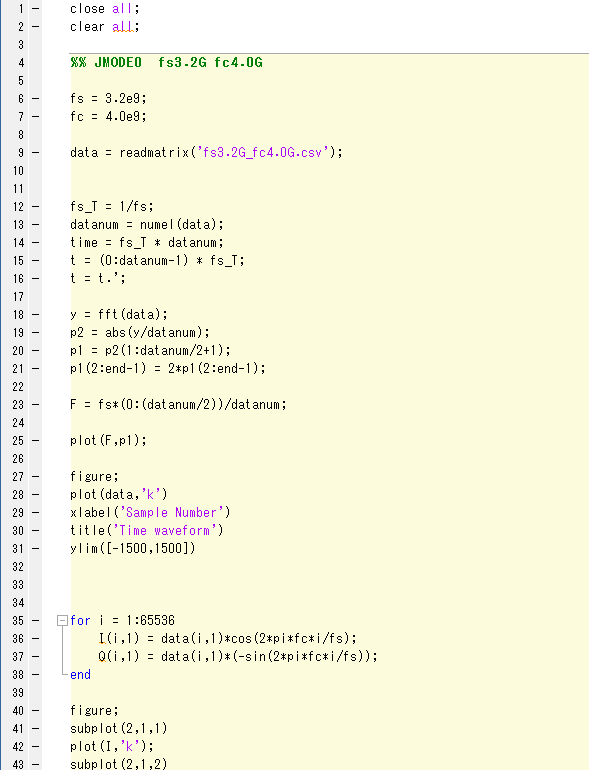 1 — close all;
2 — clear all;
3
4 %% JMODE0 fs3.2G fc4.0G
5
6 — fs = 3.2e9;
7 — fc = 4.0e9;
8
9 — data = readmatrix('fs3.2G_fc4.0G.csv');
10
11
12 — fs_T = 1/fs;
13 — datanum = numel(data);
14 — time = fs_T * datanum;
15 — t = (0:datanum-1) * fs_T;
16 — t = t.';
17
18 — y = fft(data);
19 — p2 = abs(y/datanum);
20 — p1 = p2(1:datanum/2+1);
21 — p1(2:end-1) = 2*p1(2:end-1);
22
23 — F = fs*(0:(datanum/2))/datanum;
24
25 — plot(F,p1);
26
27 — figure;
28 — plot(data,'k')
29 — xlabel('Sample Number')
30 — title('Time waveform')
31 — ylim([-1500,1500])
32
33
34
35 — for i = 1:65536
36 — I(i,1) = data(i,1)*cos(2*pi*fc*i/fs);
37 — Q(i,1) = data(i,1)*(-sin(2*pi*fc*i/fs));
38 — end
39
40 — figure;
41 — subplot(2,1,1)
42 — plot(I,'k');
43 — subplot(2,1,2)